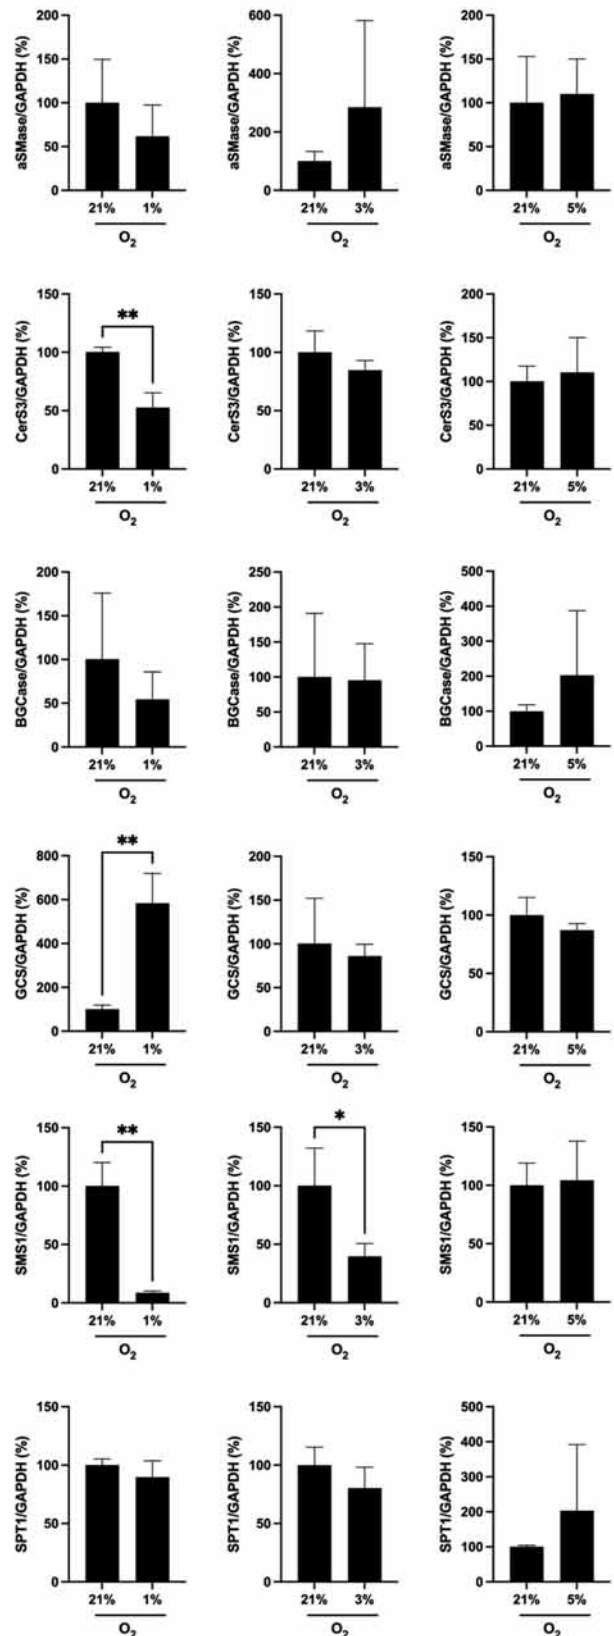 aSMase/GAPDH (%)
200
150
100
50
0
21% 1%
O₂
aSMase/GAPDH (%)
600
400
200
0
21% 3%
O₂
aSMase/GAPDH (%)
200
150
100
50
0
21% 5%
O₂
CerS3/GAPDH (%)
150
100
50
0
**
21% 1%
O₂
CerS3/GAPDH (%)
150
100
50
0
21% 3%
O₂
CerS3/GAPDH (%)
200
150
100
50
0
21% 5%
O₂
BGCase/GAPDH (%)
200
150
100
50
0
21% 1%
O₂
BGCase/GAPDH (%)
250
200
150
100
50
0
21% 3%
O₂
BGCase/GAPDH (%)
500
400
300
200
100
0
21% 5%
O₂
GCS/GAPDH (%)
800
600
400
200
0
**
21% 1%
O₂
GCS/GAPDH (%)
200
150
100
50
0
21% 3%
O₂
GCS/GAPDH (%)
150
100
50
0
21% 5%
O₂
SMS1/GAPDH (%)
150
100
50
0
**
21% 1%
O₂
SMS1/GAPDH (%)
150
100
50
0
*
21% 3%
O₂
SMS1/GAPDH (%)
150
100
50
0
21% 5%
O₂
SPT1/GAPDH (%)
150
100
50
0
21% 1%
O₂
SPT1/GAPDH (%)
150
100
50
0
21% 3%
O₂
SPT1/GAPDH (%)
500
400
300
200
100
0
21% 5%
O₂